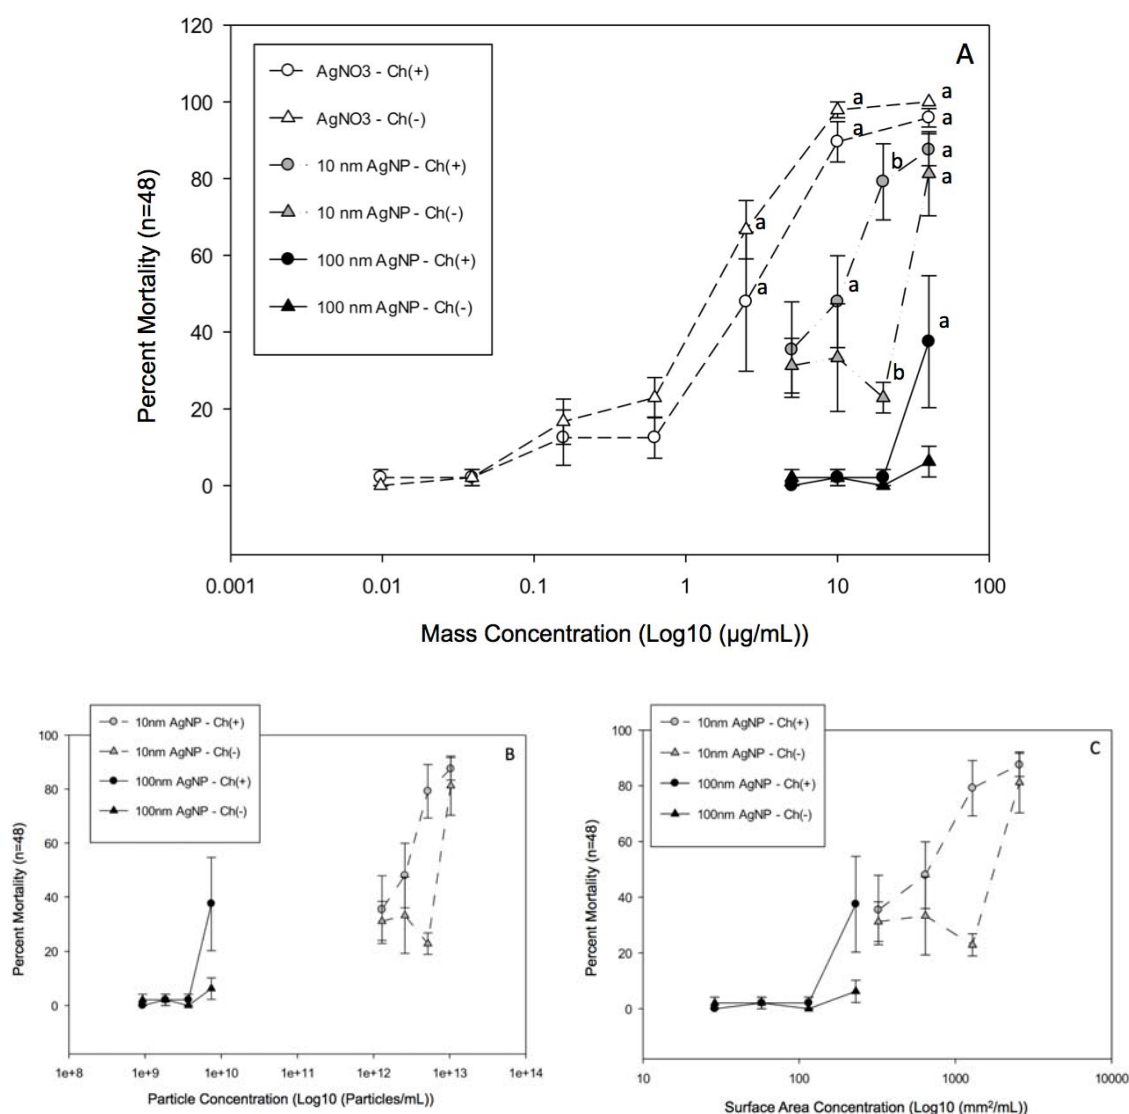 120
100
80
60
40
20
0
Percent Mortality (n=48)
A
AgNO3 - Ch(+)
AgNO3 - Ch(-)
10 nm AgNP - Ch(+)
10 nm AgNP - Ch(-)
100 nm AgNP - Ch(+)
100 nm AgNP - Ch(-)
a
a
a
a
a
a
a
b
b
a
a
a
0.001 0.01 0.1 1 10 100
Mass Concentration (Log10 (µg/mL))
10nm AgNP - Ch(+)
10nm AgNP - Ch(-)
100nm AgNP - Ch(+)
100nm AgNP - Ch(-)
B
100
80
60
40
20
0
Percent Mortality (n=48)
1e+8 1e+9 1e+10 1e+11 1e+12 1e+13 1e+14
Particle Concentration (Log10 (Particles/mL))
10nm AgNP - Ch(+)
10nm AgNP - Ch(-)
100nm AgNP - Ch(+)
100nm AgNP - Ch(-)
C
100
80
60
40
20
0
Percent Mortality (n=48)
10 100 1000 10000
Surface Area Concentration (Log10 (mm²/mL))